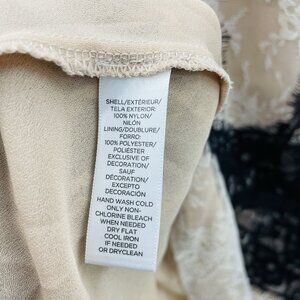 SHELL/EXTÉRIEUR/
TELA EXTERIOR:
100% NYLON/
NILÓN
LINING/DOUBLURE/
FORRO:
100% POLYESTER/
POLIÉSTER
EXCLUSIVE OF
DECORATION/
SAUF
DÉCORATION/
EXCEPTO
DECORACIÓN
HAND WASH COLD
ONLY NON-
CHLORINE BLEACH
WHEN NEEDED
DRY FLAT
COOL IRON
IF NEEDED
OR DRYCLEAN